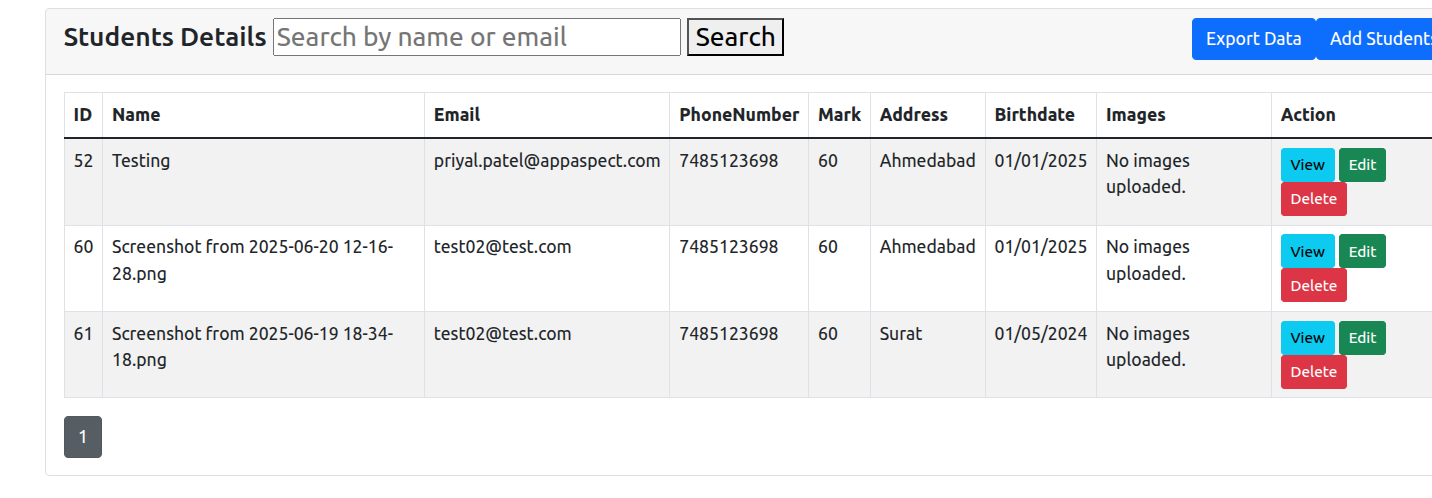 Students Details Search by name or email Search Export Data Add Students
ID Name Email PhoneNumber Mark Address Birthdate Images Action
52 Testing priyal.patel@appaspect.com 7485123698 60 Ahmedabad 01/01/2025 No images View Edit
uploaded.
Delete
60 Screenshot from 2025-06-20 12-16- test02@test.com 7485123698 60 Ahmedabad 01/01/2025 No images View Edit
28.png uploaded.
Delete
61 Screenshot from 2025-06-19 18-34- test02@test.com 7485123698 60 Surat 01/05/2024 No images View Edit
18.png uploaded.
Delete
1